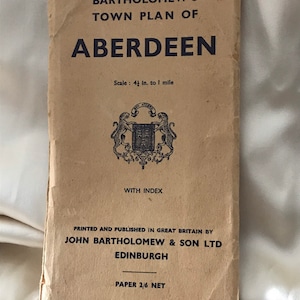 BARTHOLOMEW'S
TOWN PLAN OF
ABERDEEN
Scale : 4½ in. to 1 mile
WITH INDEX
PRINTED AND PUBLISHED IN GREAT BRITAIN BY
JOHN BARTHOLOMEW & SON LTD
EDINBURGH
PAPER 2/6 NET